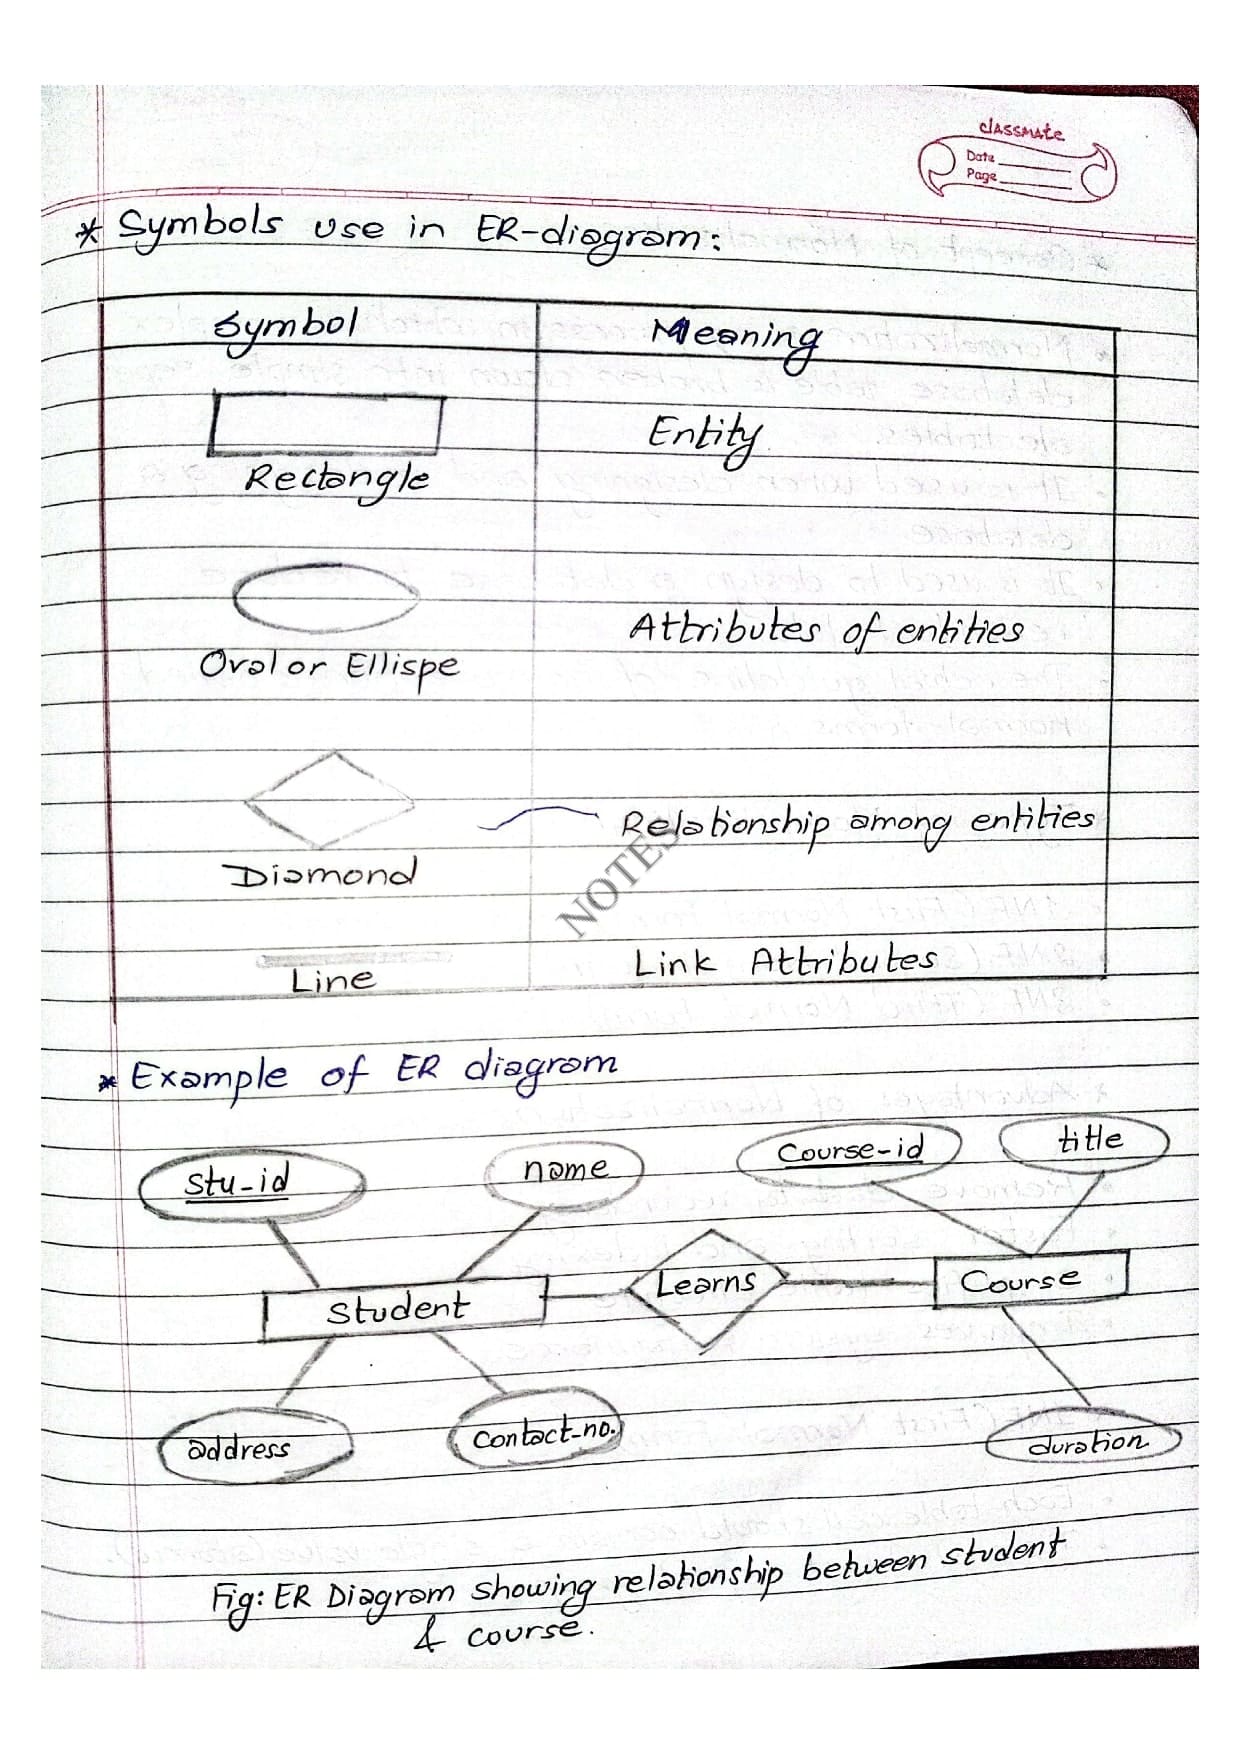 classmate
Date
Page
* Symbols use in ER-diagram:
Symbol Meaning
Entity
Rectangle
Attributes of entities
Oval or Ellispe
Relationship among entities
NOTES
Diamond
Link Attributes
Line
* Example of ER diagram
stu-id name Course-id title
Student Learns Course
address contact-no. duration
Fig: ER Diagram showing relationship between student
& course.